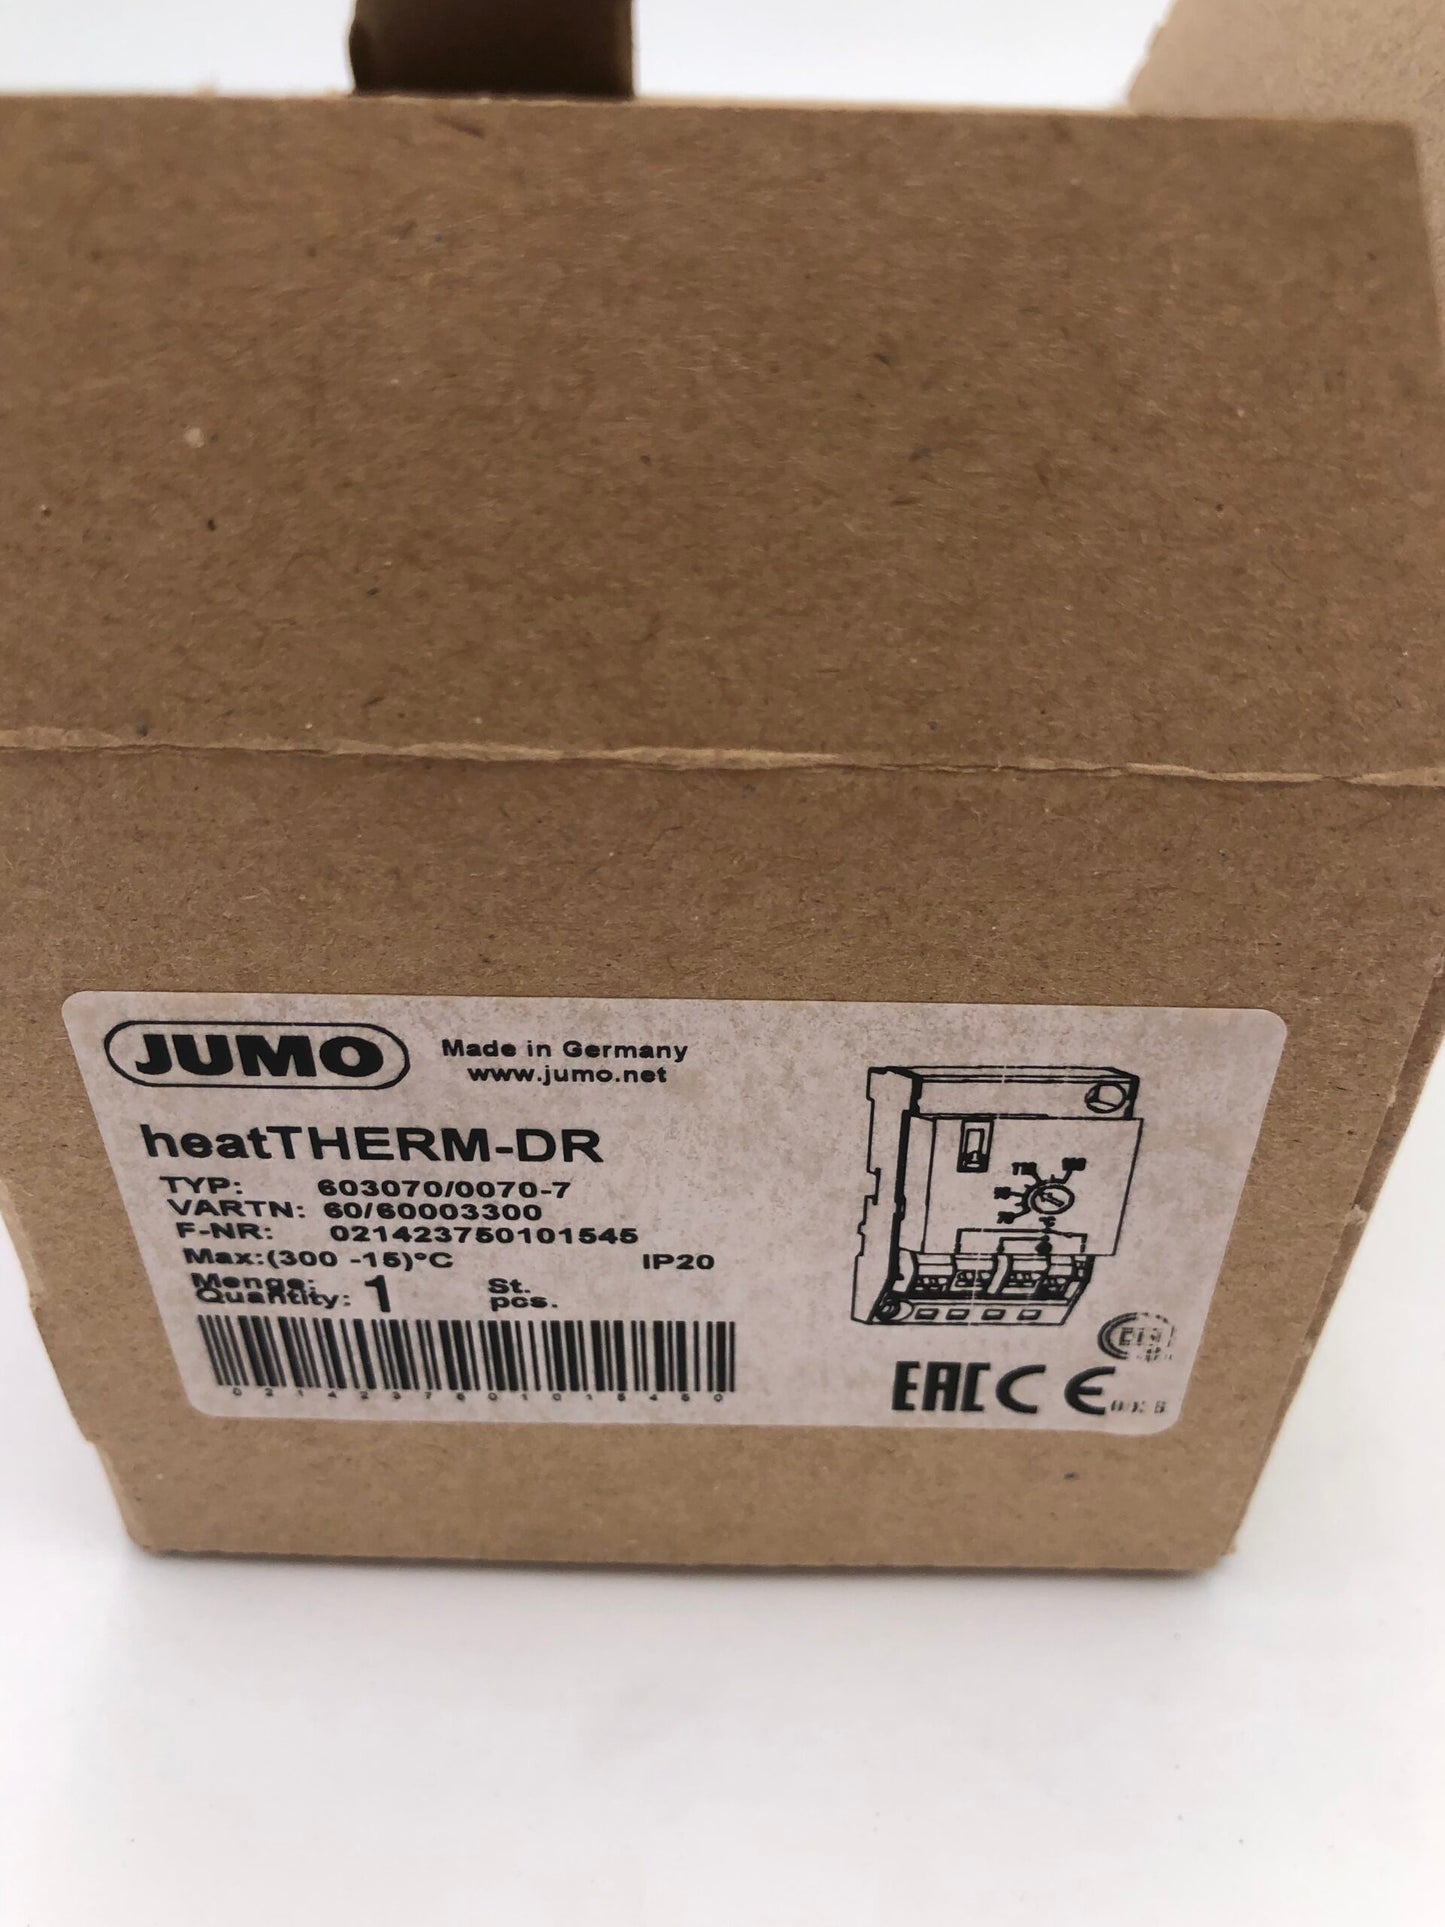 JUMO
Made in Germany
www.jumo.net
heatTHERM-DR
TYP: 603070/0070-7
VARTN: 60/60003300
F-NR: 021423750101545
Max:(300 -15)°C IP20
Menge: St.
Quantity: 1 pcs.
EAC CE